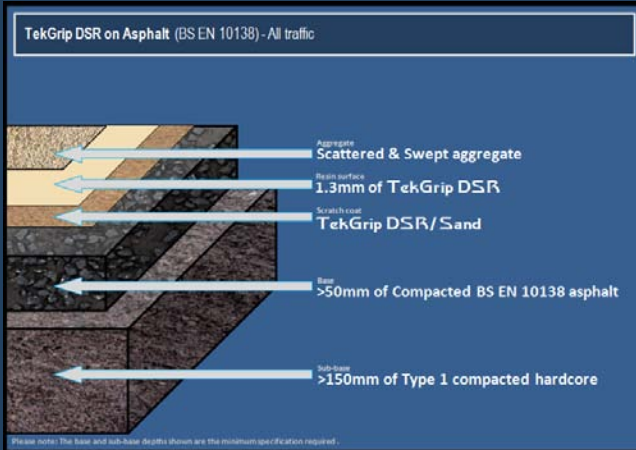 TekGrip DSR on Asphalt (BS EN 10138) - All traffic
Aggregate
Scattered & Swept aggregate
Resin surface
1.3mm of TekGrip DSR
Scratch coat
TekGrip DSR/Sand
Base
>50mm of Compacted BS EN 10138 asphalt
Sub-base
>150mm of Type 1 compacted hardcore
Please note: The base and sub-base depths shown are the minimum specification required .